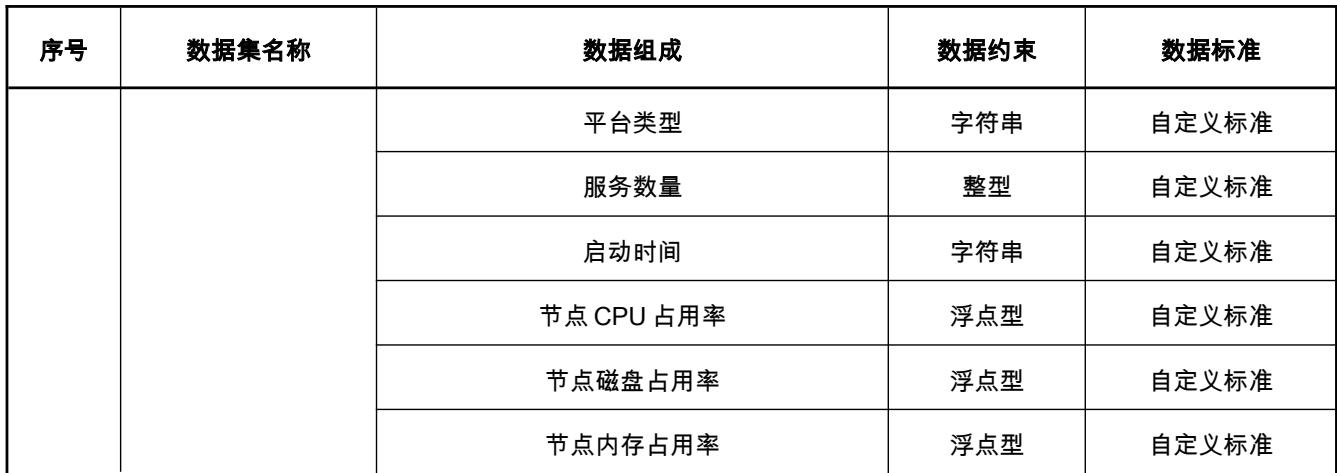 序号 数据集名称 数据组成 数据约束 数据标准
平台类型 字符串 自定义标准
服务数量 整型 自定义标准
启动时间 字符串 自定义标准
节点 CPU 占用率 浮点型 自定义标准
节点磁盘占用率 浮点型 自定义标准
节点内存占用率 浮点型 自定义标准